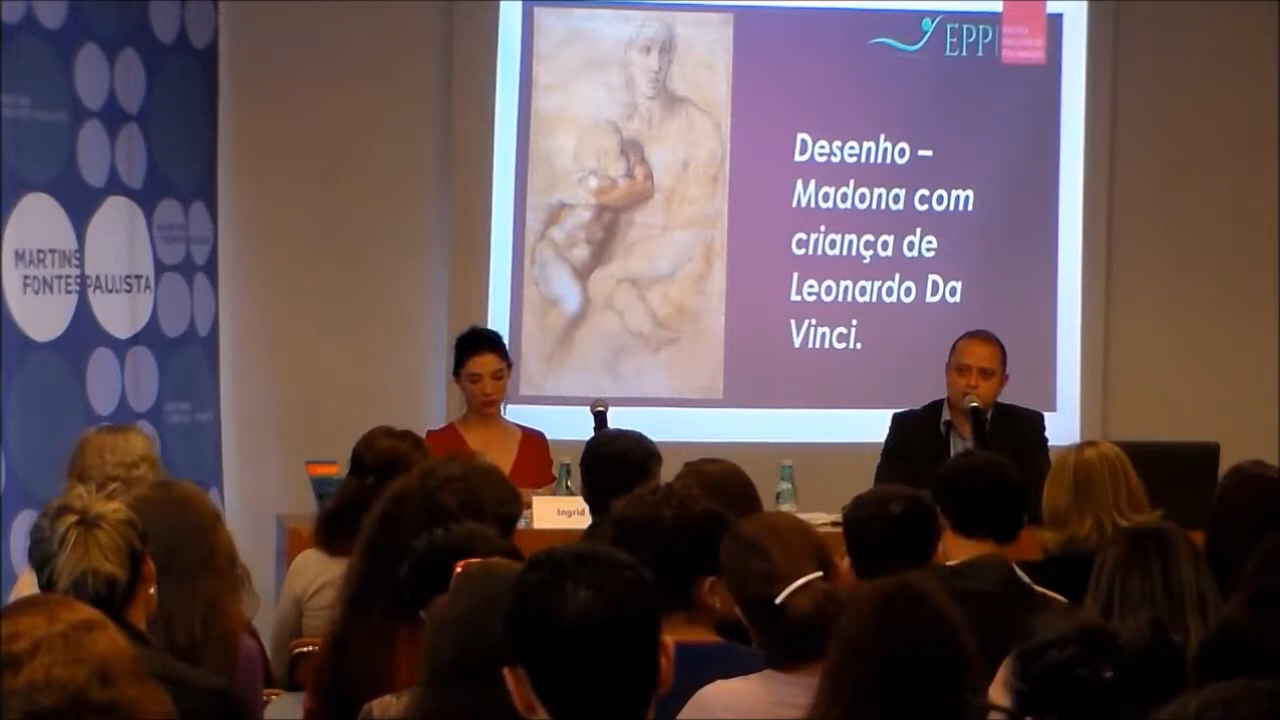 EPP
Desenho –
Madona com
criança de
Leonardo Da
Vinci.
MARTINS
FONTES PAULISTA
Ingrid